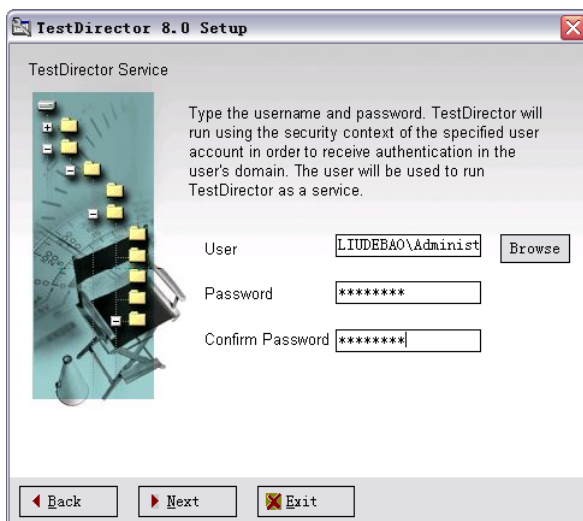 TestDirector 8.0 Setup
TestDirector Service
Type the username and password. TestDirector will
run using the security context of the specified user
account in order to receive authentication in the
user's domain. The user will be used to run
TestDirector as a service.
User LIUDEBAO\Administ Browse
Password ********
Confirm Password ********
Back Next Exit